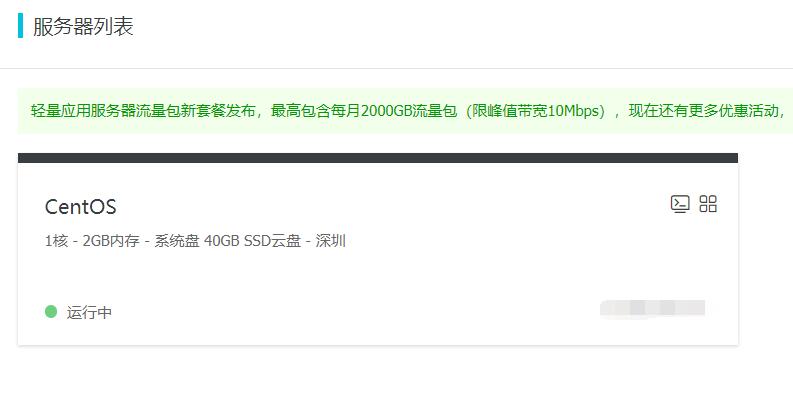 服务器列表
轻量应用服务器流量包新套餐发布，最高包含每月2000GB流量包（限峰值带宽10Mbps），现在还有更多优惠活动，
CentOS
1核 - 2GB内存 - 系统盘 40GB SSD云盘 - 深圳
运行中